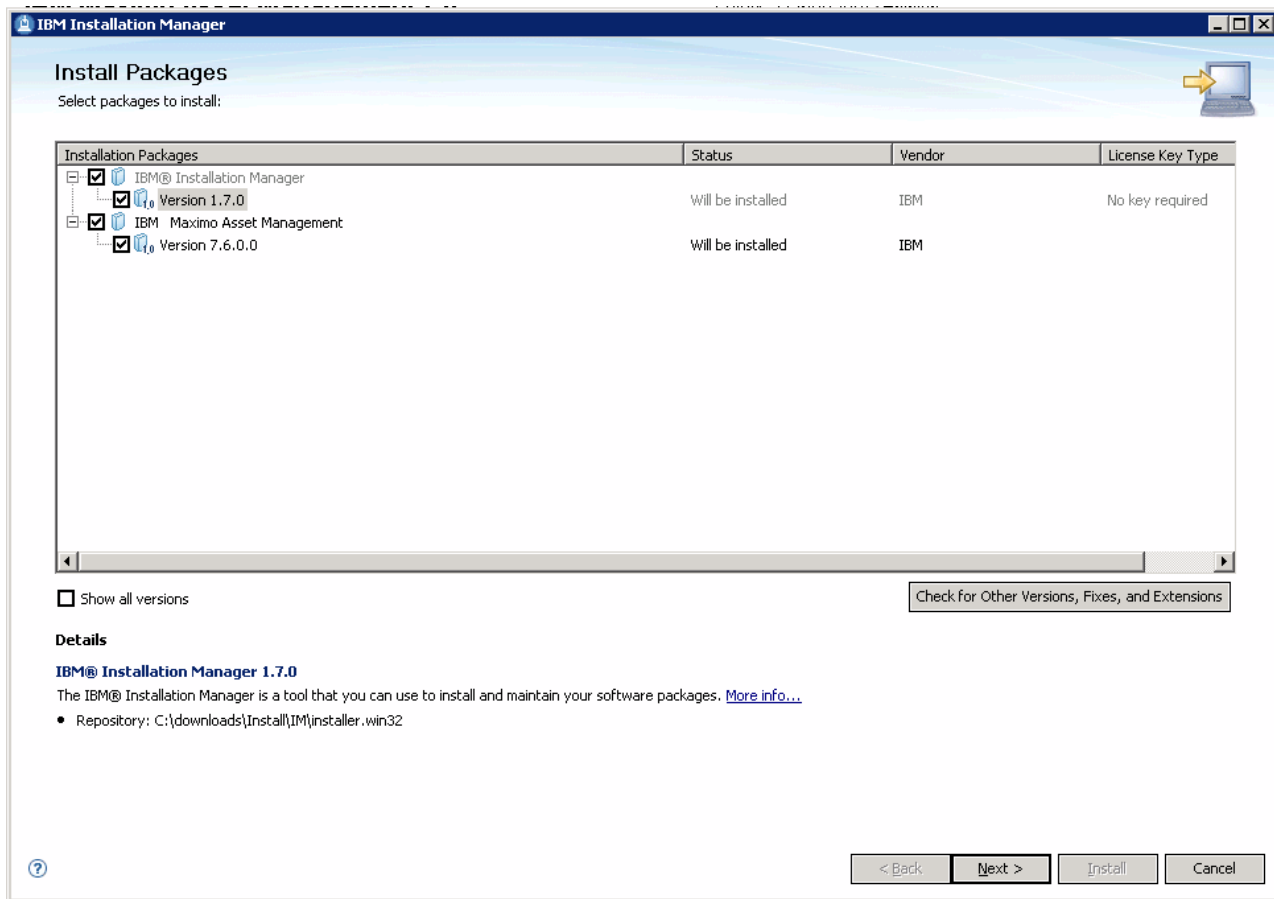 IBM Installation Manager
Install Packages
Select packages to install:
Installation Packages Status Vendor License Key Type
IBM® Installation Manager
Version 1.7.0 Will be installed IBM No key required
IBM Maximo Asset Management
Version 7.6.0.0 Will be installed IBM
Show all versions
Check for Other Versions, Fixes, and Extensions
Details
IBM® Installation Manager 1.7.0
The IBM® Installation Manager is a tool that you can use to install and maintain your software packages. More info...
• Repository: C:\downloads\Install\IM\installer.win32
< Back Next > Install Cancel